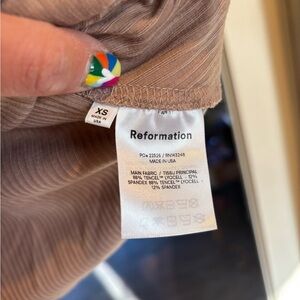 XS
MADE IN
USA
Reformation
MADE IN USA
MAIN FABRIC / TISSU PRINCIPAL
88% TENCEL™ LYOCELL - 12%
SPANDEX 88% TENCEL™ LYOCELL -
12% SPANDEX